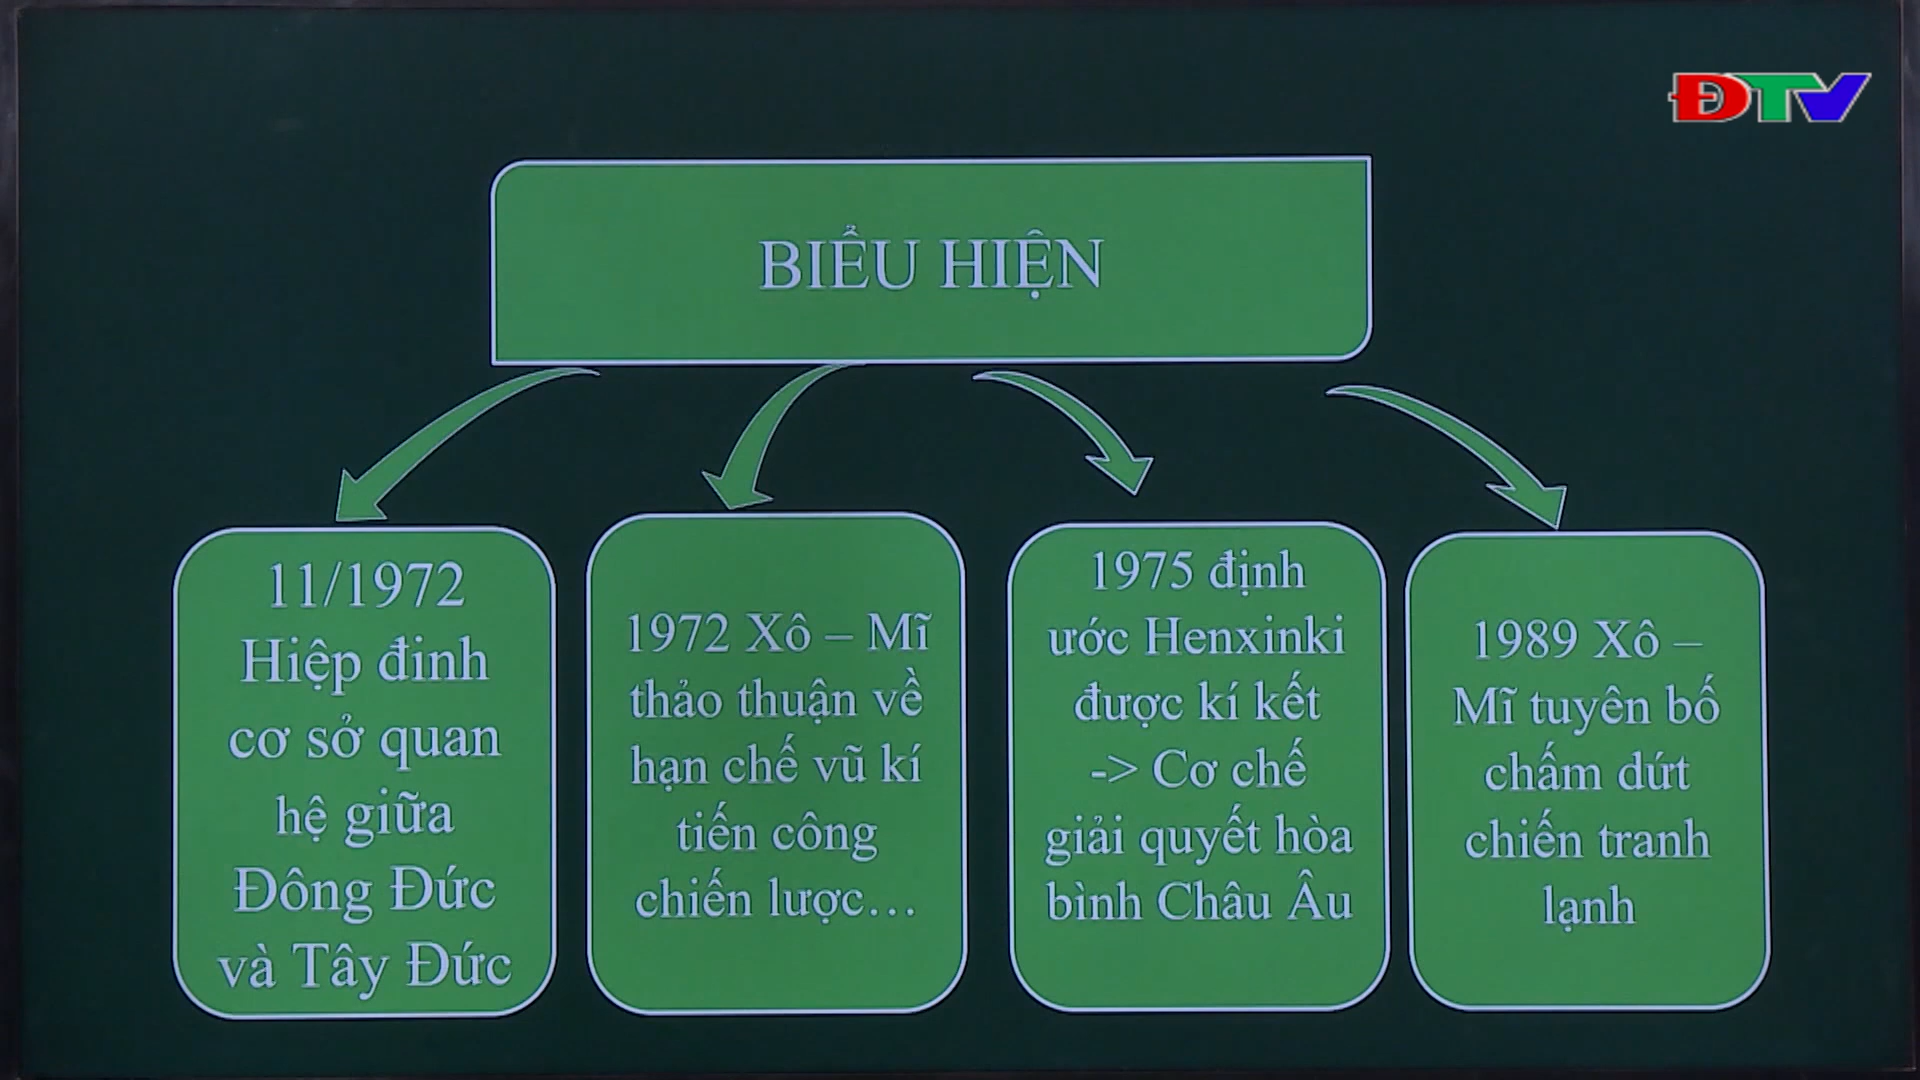 ĐTV
BIỂU HIỆN
11/1972
Hiệp đinh
cơ sở quan
hệ giữa
Đông Đức
và Tây Đức
1972 Xô – Mĩ
thảo thuận về
hạn chế vũ kí
tiến công
chiến lược…
1975 định
ước Henxinki
được kí kết
-> Cơ chế
giải quyết hòa
bình Châu Âu
1989 Xô –
Mĩ tuyên bố
chấm dứt
chiến tranh
lạnh